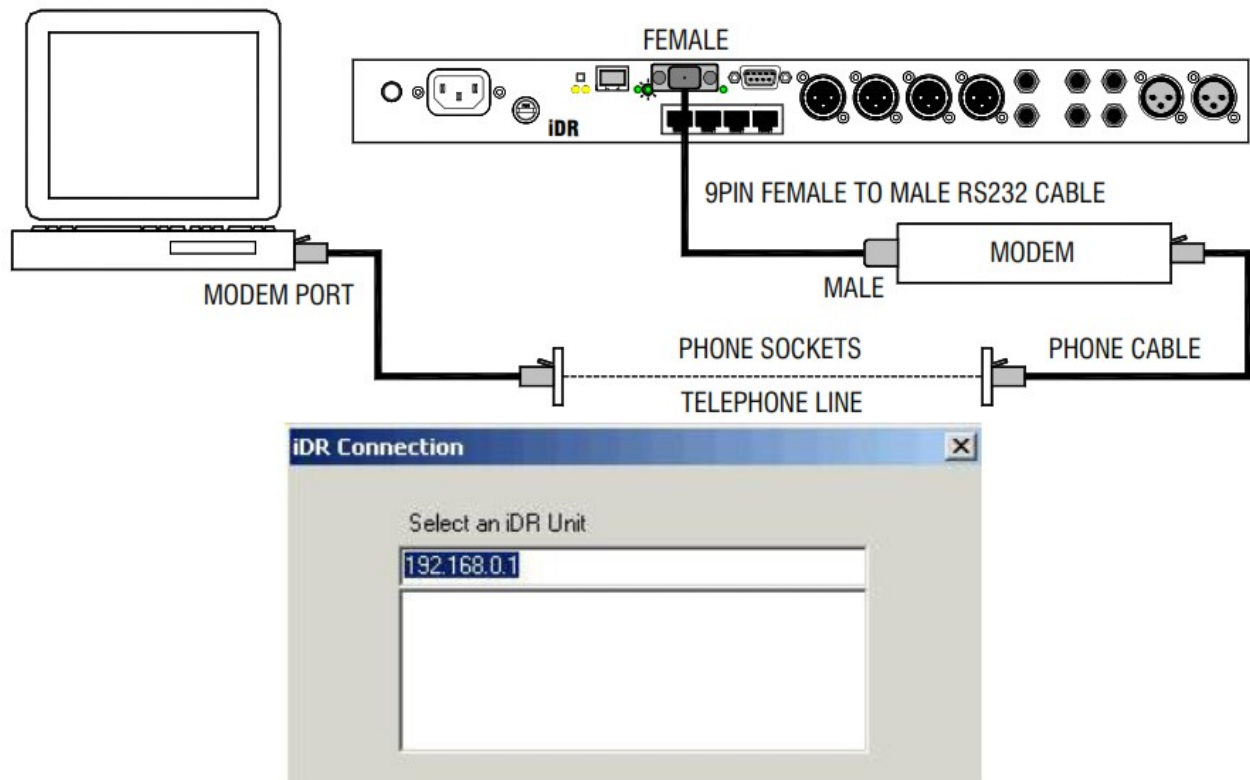 FEMALE
iDR
9PIN FEMALE TO MALE RS232 CABLE
MODEM
MALE
MODEM PORT
PHONE SOCKETS
PHONE CABLE
TELEPHONE LINE
iDR Connection
Select an iDR Unit
192.168.0.1